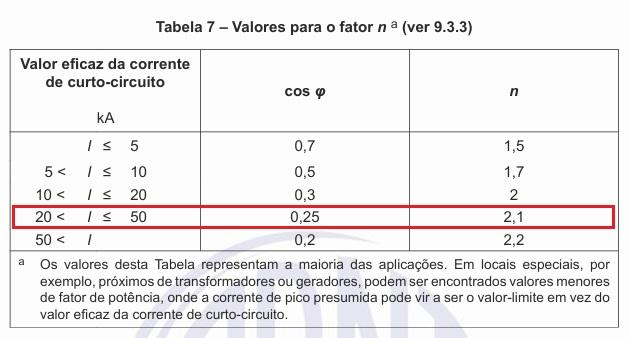 Tabela 7 – Valores para o fator n a (ver 9.3.3)
Valor eficaz da corrente
de curto-circuito
kA
cos φ
n
I ≤ 5 0,7 1,5
5 < I ≤ 10 0,5 1,7
10 < I ≤ 20 0,3 2
20 < I ≤ 50 0,25 2,1
50 < I 0,2 2,2
a Os valores desta Tabela representam a maioria das aplicações. Em locais especiais, por
exemplo, próximos de transformadores ou geradores, podem ser encontrados valores menores
de fator de potência, onde a corrente de pico presumida pode vir a ser o valor-limite em vez do
valor eficaz da corrente de curto-circuito.